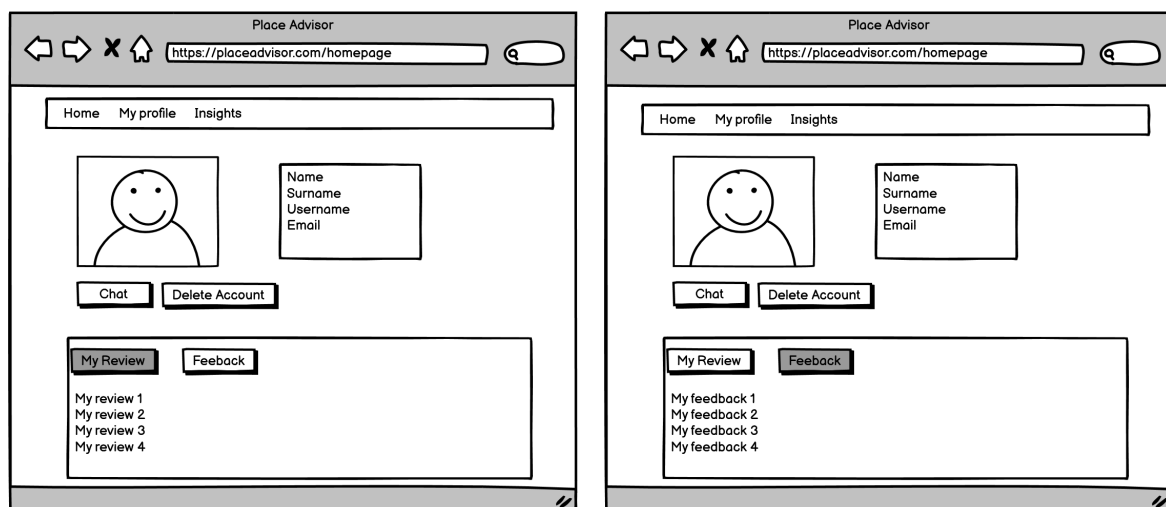 Place Advisor
https://placeadvisor.com/homepage
Home My profile Insights
Name
Surname
Username
Email
Chat Delete Account
My Review Feeback
My review 1
My review 2
My review 3
My review 4
Place Advisor
https://placeadvisor.com/homepage
Home My profile Insights
Name
Surname
Username
Email
Chat Delete Account
My Review Feeback
My feedback 1
My feedback 2
My feedback 3
My feedback 4